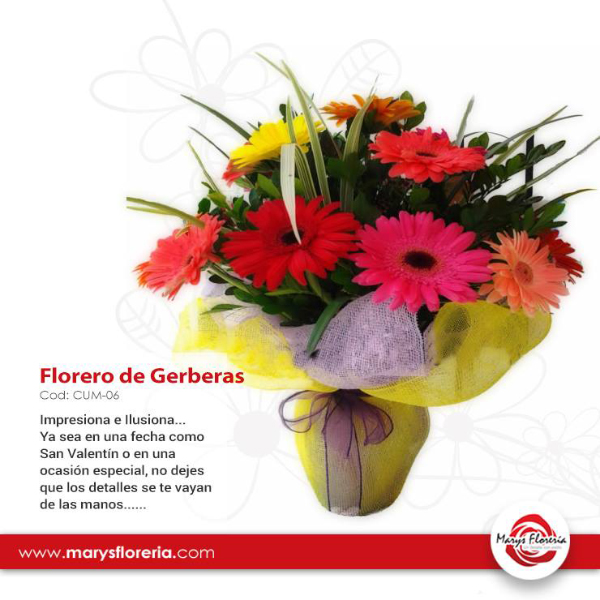 Florero de Gerberas
Cod: CUM-06
Impresiona e Ilusiona...
Ya sea en una fecha como
San Valentín o en una
ocasión especial, no dejes
que los detalles se te vayan
de las manos......
www.marysfloreria.com
Marys Florería